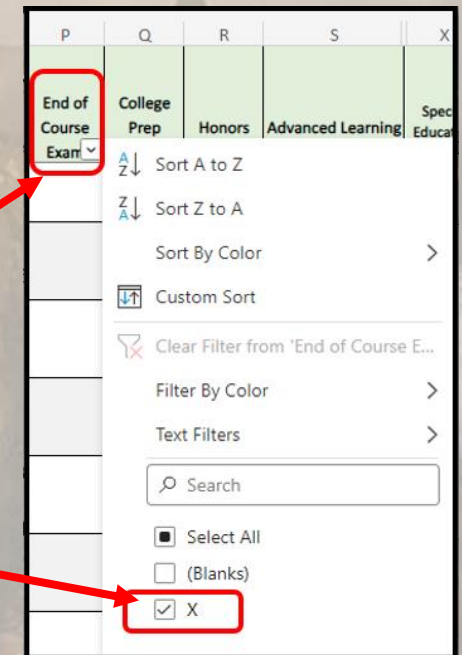 P Q R S X
End of
Course
Exam
College
Prep
Honors
Advanced Learning
Spec
Educat
Sort A to Z
Sort Z to A
Sort By Color
Custom Sort
Clear Filter from 'End of Course E...
Filter By Color
Text Filters
Search
Select All
(Blanks)
X